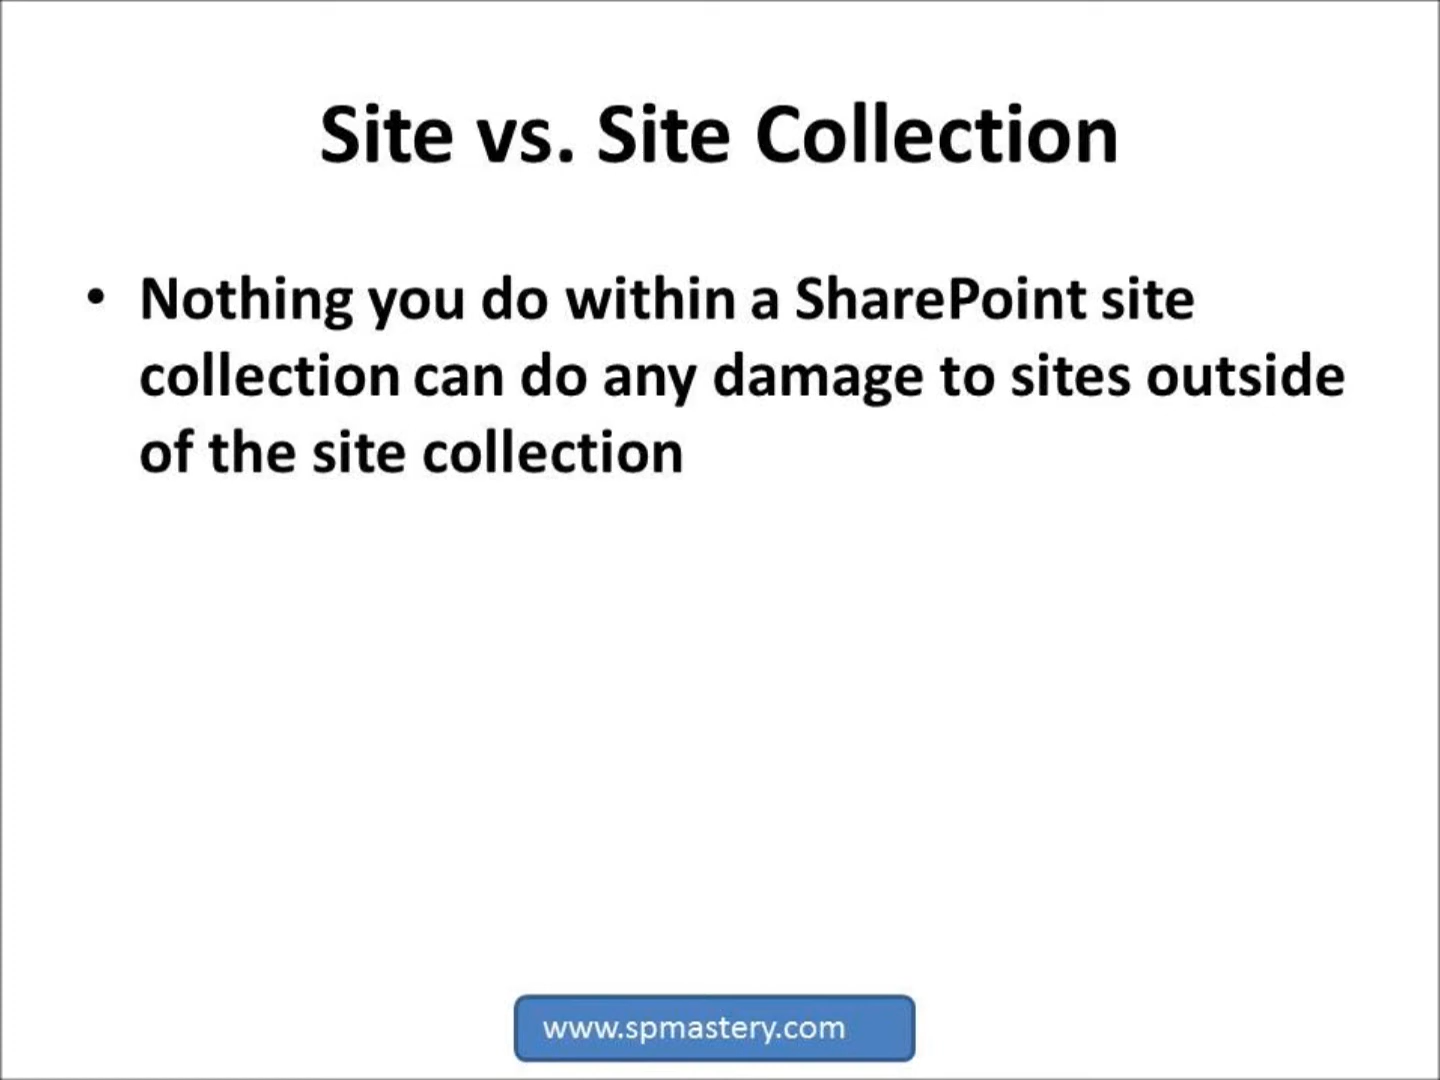 Site vs. Site Collection
• Nothing you do within a SharePoint site
collection can do any damage to sites outside
of the site collection
www.spmastery.com